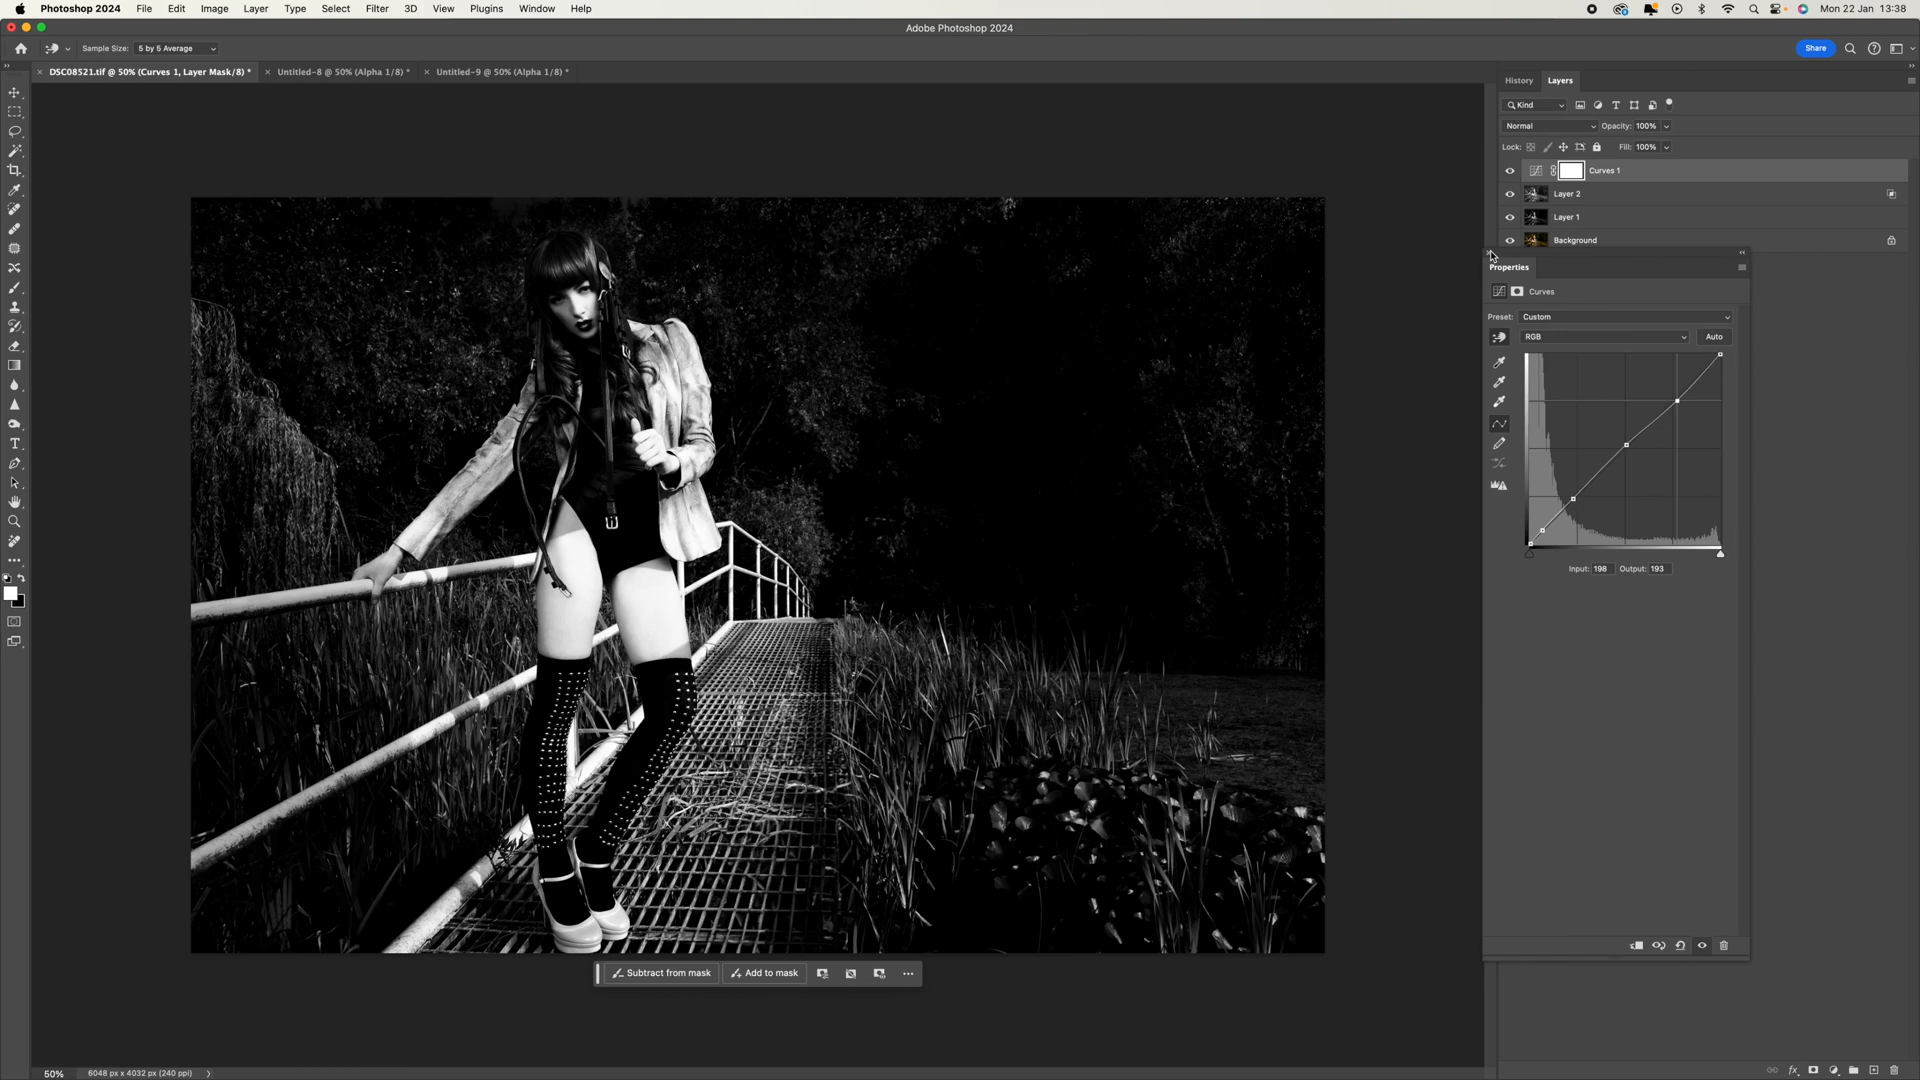 Photoshop 2024 File Edit Image Layer Type Select Filter 3D View Plugins Window Help Mon 22 Jan 13:38
Adobe Photoshop 2024
Sample Size: 5 by 5 Average Share
DSC08521.tif @ 50% (Curves 1, Layer Mask/8) * Untitled-8 @ 50% (Alpha 1/8) * Untitled-9 @ 50% (Alpha 1/8) *
History Layers
Kind
Normal Opacity: 100%
Lock: Fill: 100%
Curves 1
Layer 2
Layer 1
Background
Properties
Curves
Preset: Custom
RGB Auto
Input: 198 Output: 193
Subtract from mask Add to mask
50% 6048 px x 4032 px (240 ppi)